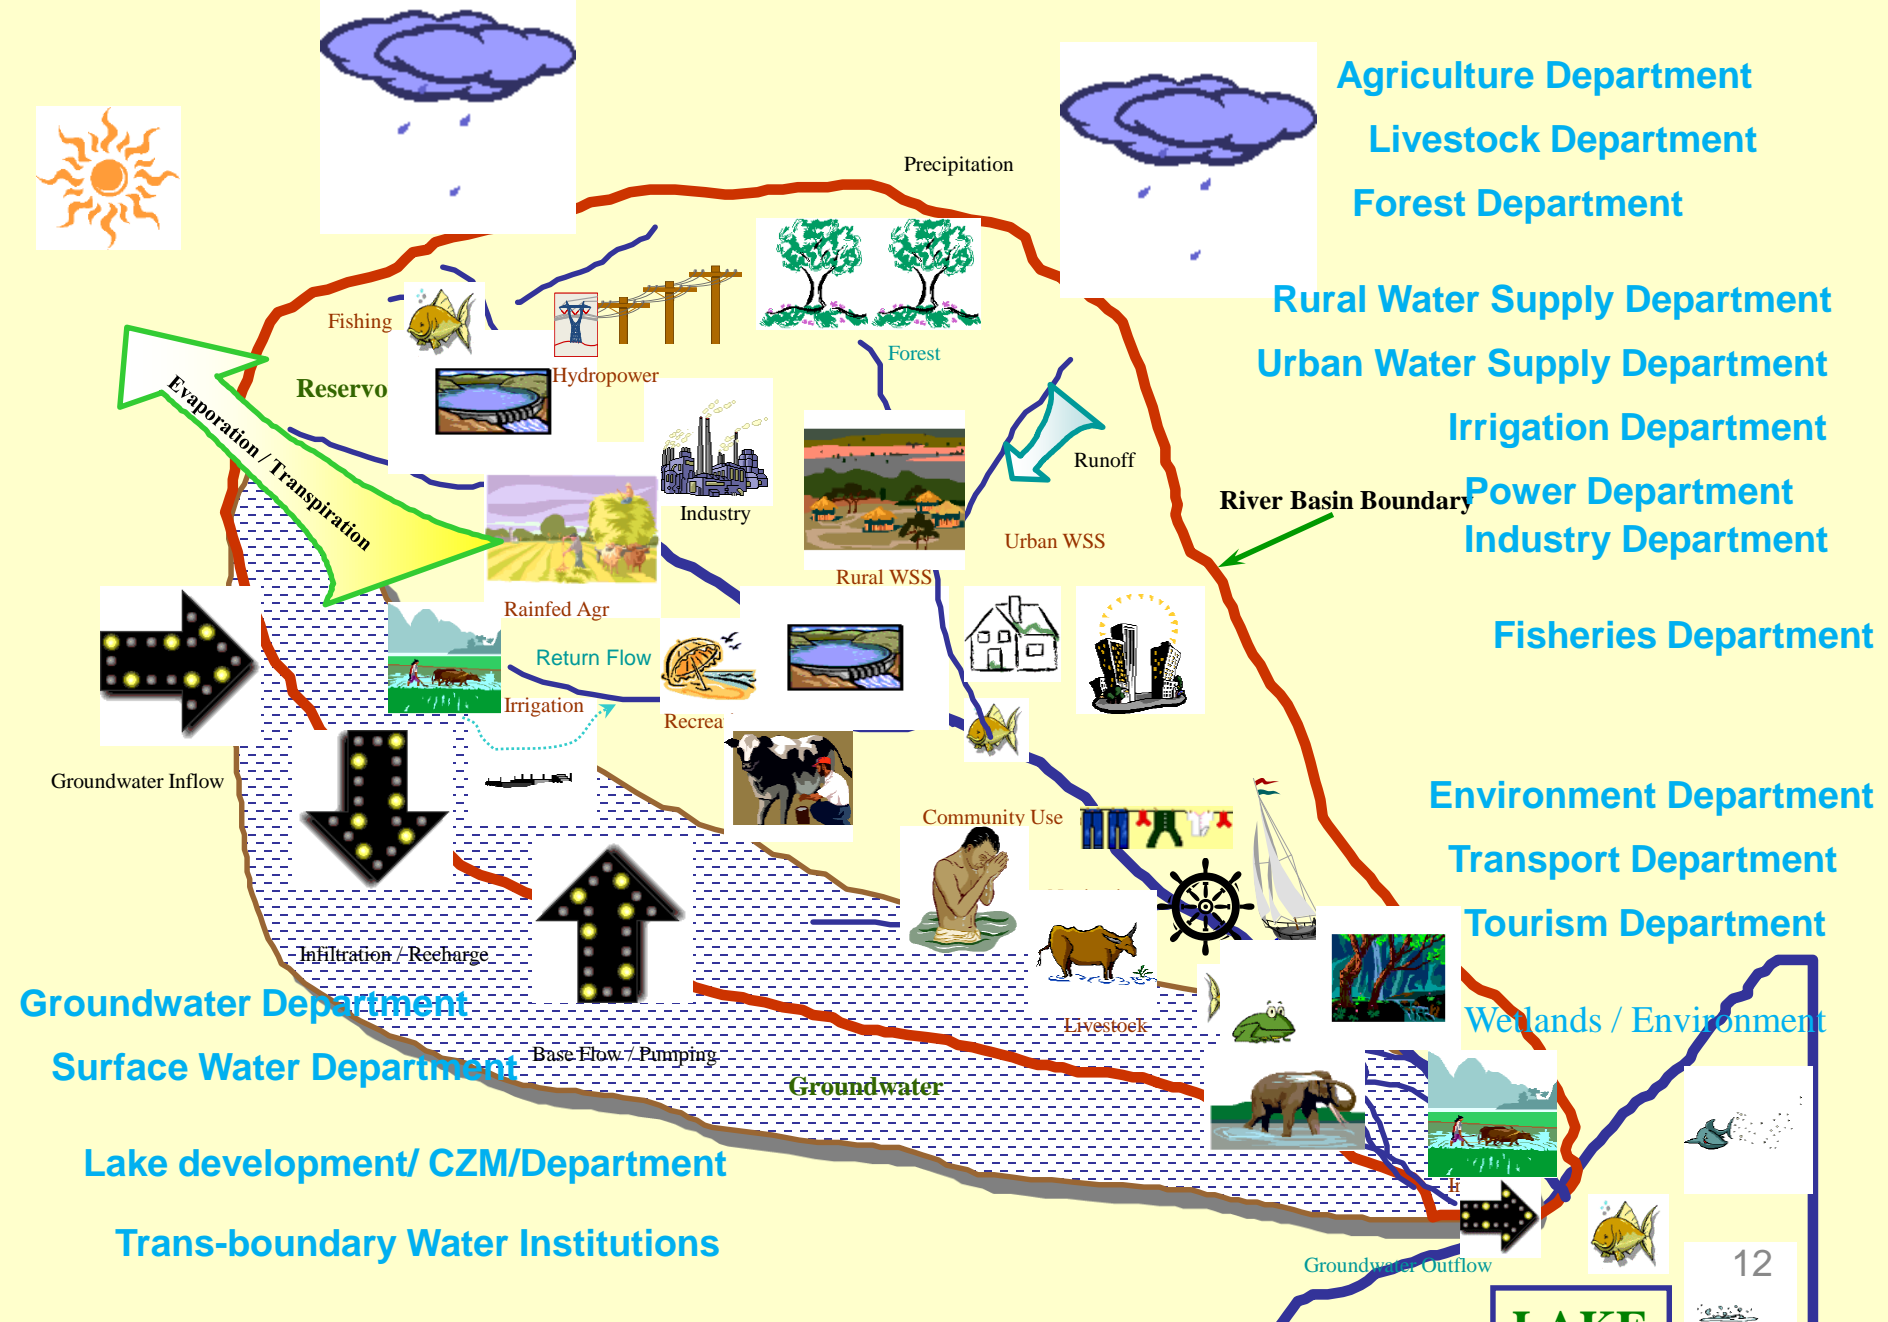 Agriculture Department
Livestock Department
Precipitation
Forest Department
Rural Water Supply Department
Fishing
Forest
Urban Water Supply Department
Hydropower
Reservo
Evaporation / Transpiration
Irrigation Department
Runoff
Power Department
River Basin Boundary
Industry
Industry Department
Urban WSS
Rural WSS
Rainfed Agr
Fisheries Department
Return Flow
Irrigation
Recrea
Groundwater Inflow
Environment Department
Community Use
Transport Department
Tourism Department
Infiltration / Recharge
Groundwater Department
Wetlands / Environment
Livestock
Base Flow / Pumping
Surface Water Department
Groundwater
Lake development/ CZM/Department
Trans-boundary Water Institutions
Groundwater Outflow
12
LAKE